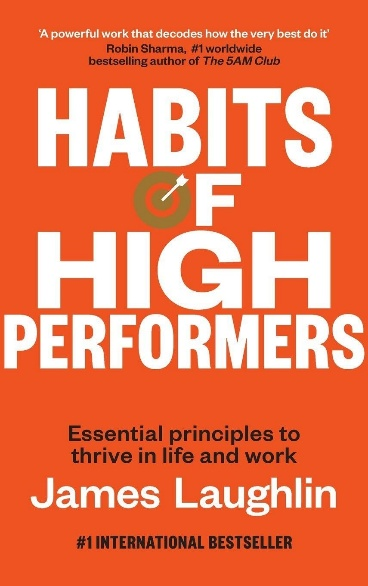 ‘A powerful work that decodes how the very best do it’
Robin Sharma, #1 worldwide
bestselling author of The 5AM Club
HABITS
OF
HIGH
PERFORMERS
Essential principles to
thrive in life and work
James Laughlin
#1 INTERNATIONAL BESTSELLER